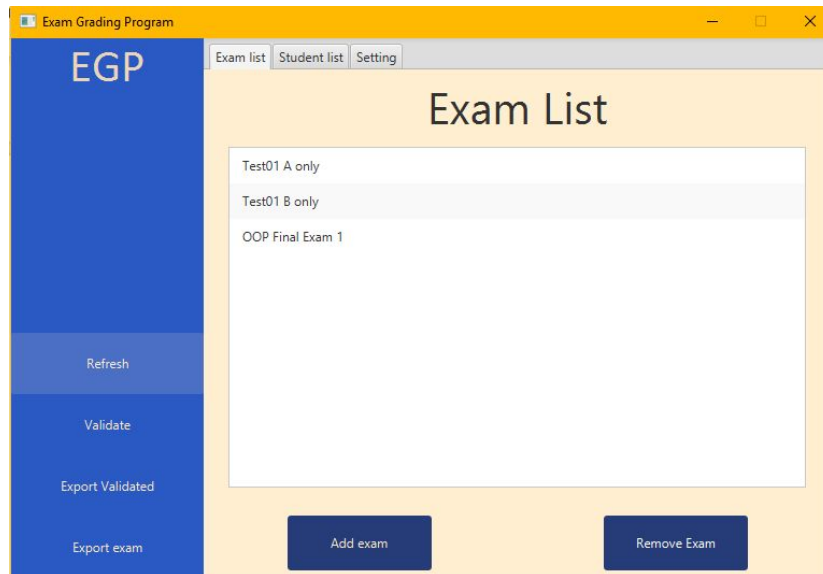 Exam Grading Program
EGP
Refresh
Validate
Export Validated
Export exam
Exam list Student list Setting
Exam List
Test01 A only
Test01 B only
OOP Final Exam 1
Add exam Remove Exam